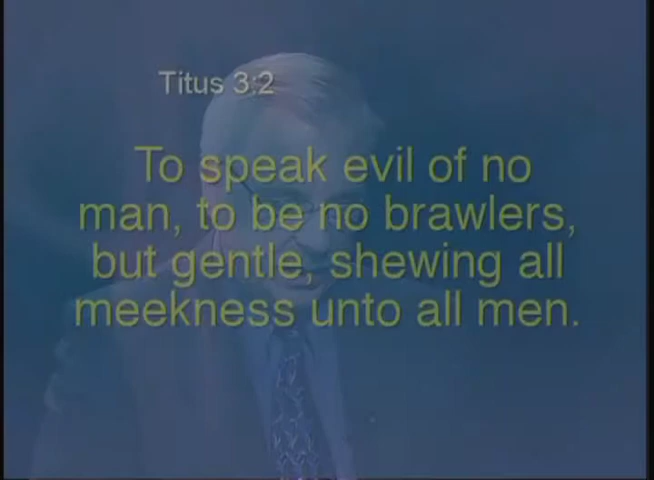 Titus 3:2
To speak evil of no
man, to be no brawlers,
but gentle, shewing all
meekness unto all men.